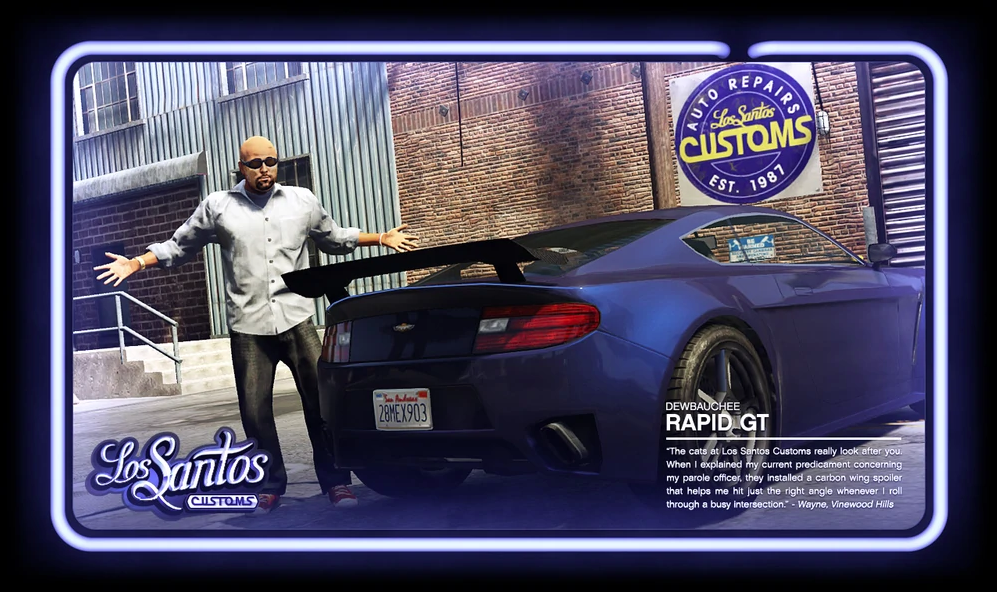 AUTO REPAIRS
Los Santos
CUSTOMS
EST. 1987
San Andreas
28MEX903
DEWBAUCHEE
RAPID GT
"The cats at Los Santos Customs really look after you.
When I explained my current predicament concerning
my parole officer, they installed a carbon wing spoiler
that helps me hit just the right angle whenever I roll
through a busy intersection." - Wayne, Vinewood Hills
Los Santos
CUSTOMS